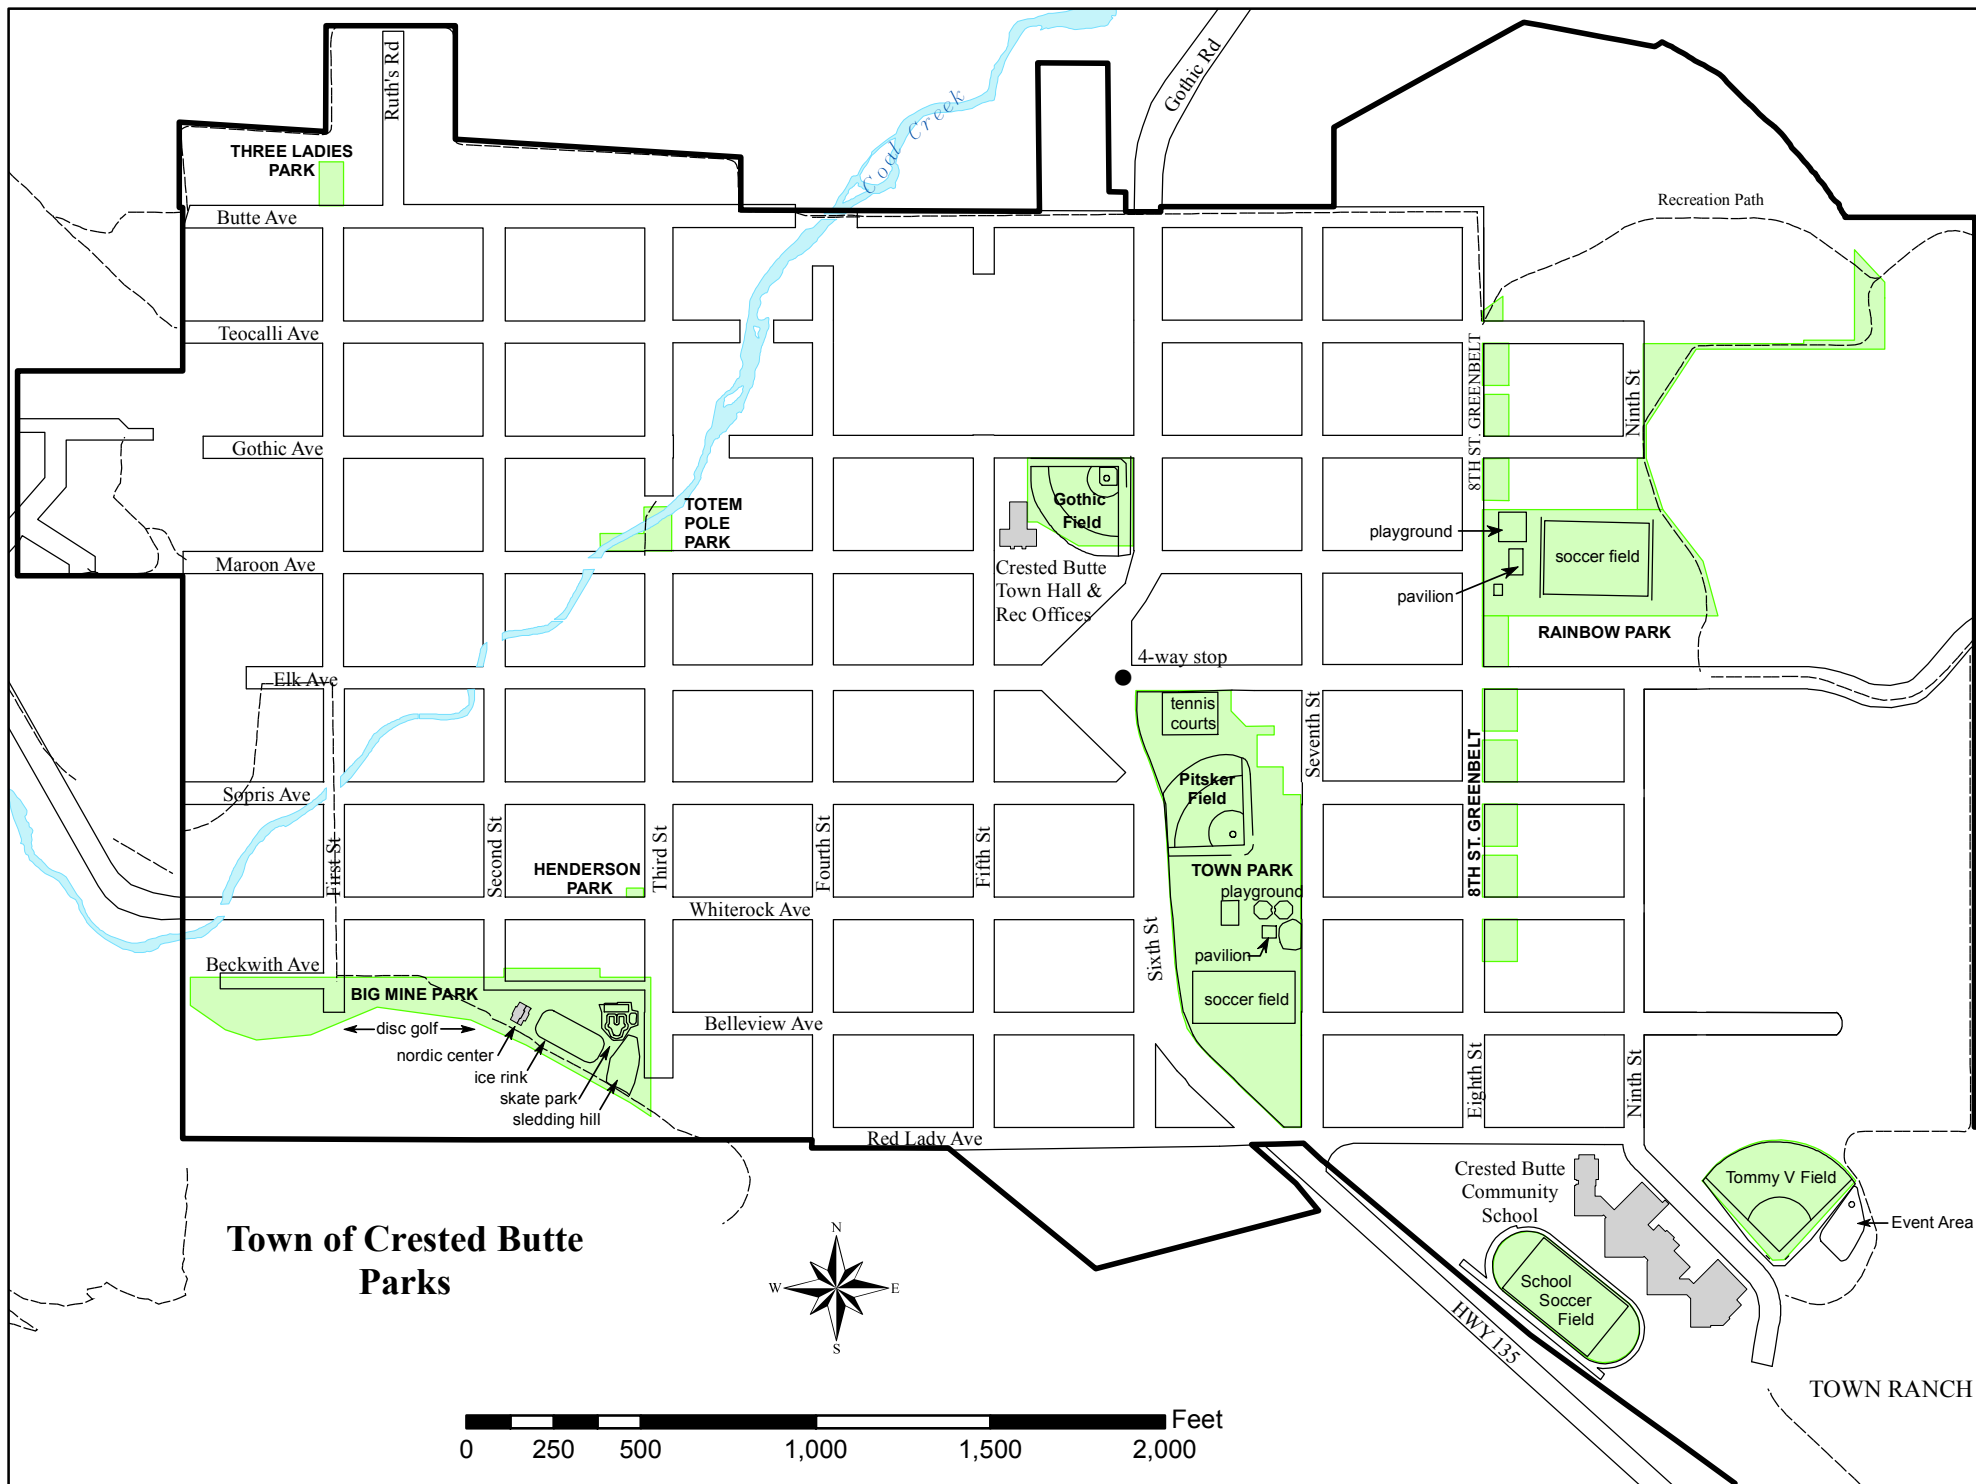 Ruth's Rd
Gothic Rd
Coal Creek
THREE LADIES
PARK
Butte Ave
Recreation Path
Teocalli Ave
8TH ST. GREENBELT
Ninth St
Gothic Ave
TOTEM
POLE
PARK
Gothic
Field
playground
soccer field
Maroon Ave
Crested Butte
Town Hall &
Rec Offices
pavilion
RAINBOW PARK
4-way stop
Elk Ave
tennis
courts
Seventh St
8TH ST. GREENBELT
Pitsker
Field
Sopris Ave
First St
Second St
Third St
Fourth St
Fifth St
HENDERSON
PARK
TOWN PARK
playground
Whiterock Ave
Sixth St
pavilion
Beckwith Ave
BIG MINE PARK
soccer field
disc golf
Belleview Ave
nordic center
ice rink
skate park
sledding hill
Eighth St
Ninth St
Red Lady Ave
Crested Butte
Community
School
Tommy V Field
Event Area
Town of Crested Butte
Parks
N
W
E
S
School
Soccer
Field
HWY 135
TOWN RANCH
Feet
0 250 500 1,000 1,500 2,000